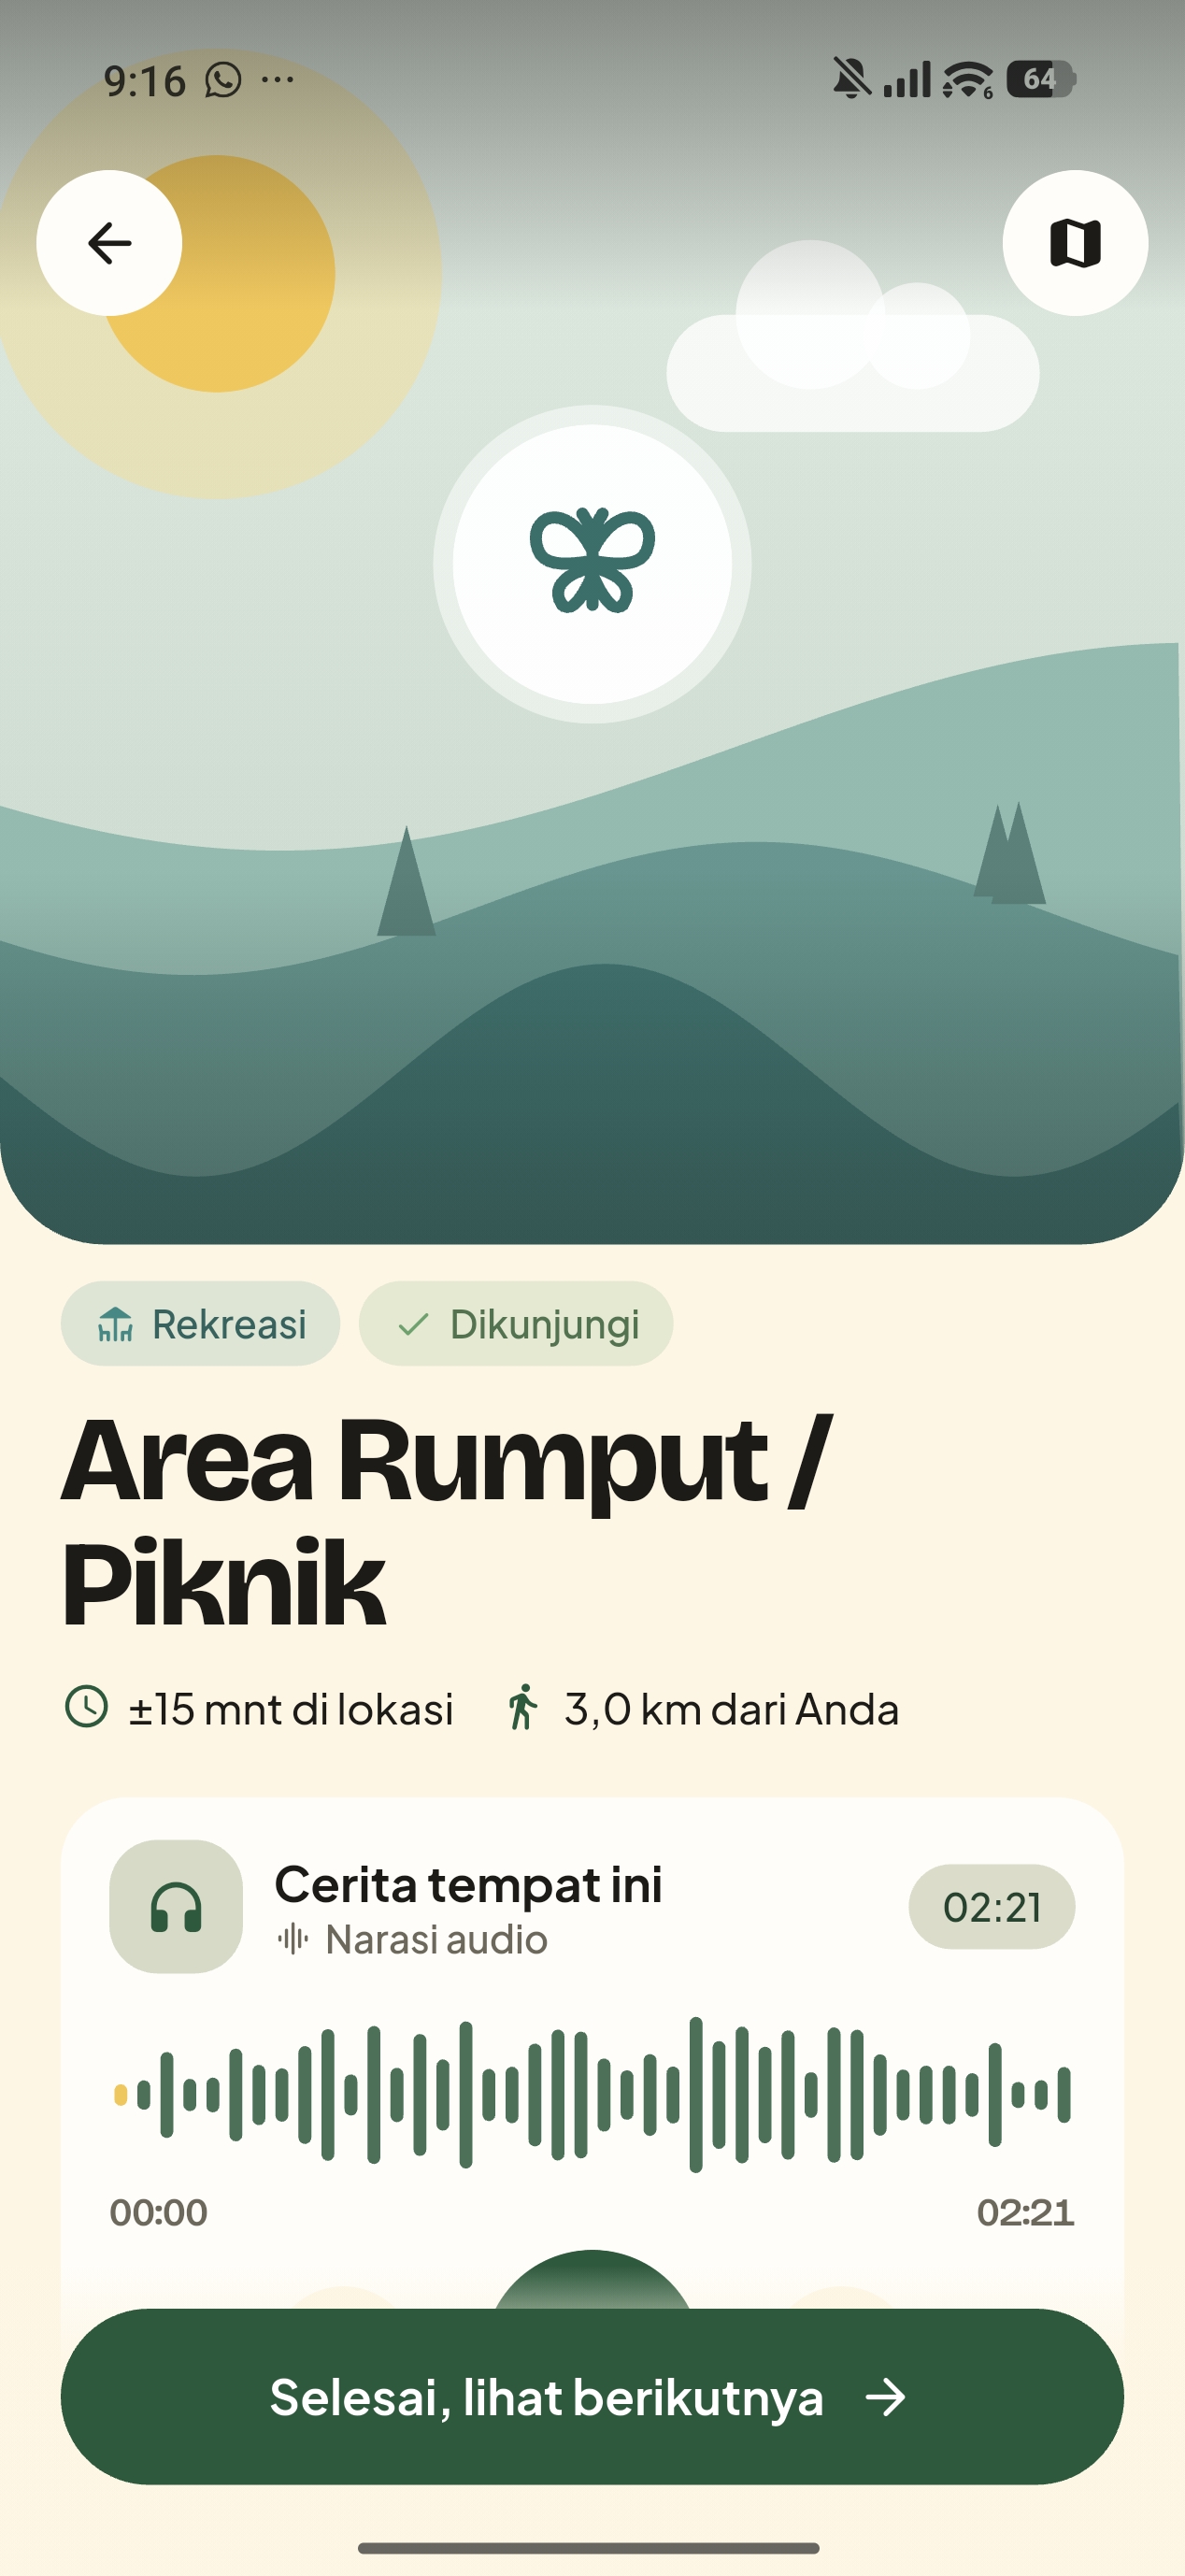 9:16 ...
6 64
Rekreasi Dikunjungi
Area Rumput /
Piknik
±15 mnt di lokasi 3,0 km dari Anda
Cerita tempat ini
02:21
Narasi audio
00:00 02:21
Selesai, lihat berikutnya